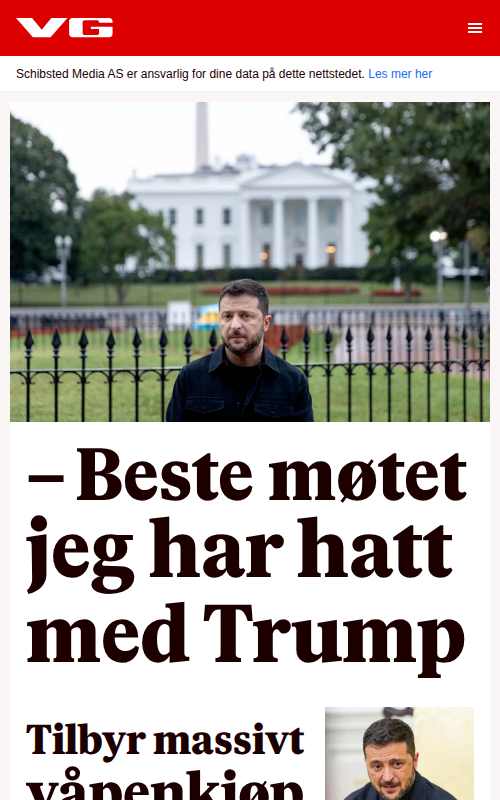 VG
Schibsted Media AS er ansvarlig for dine data på dette nettstedet. Les mer her
– Beste møtet
jeg har hatt
med Trump
Tilbyr massivt
våpenkjøp